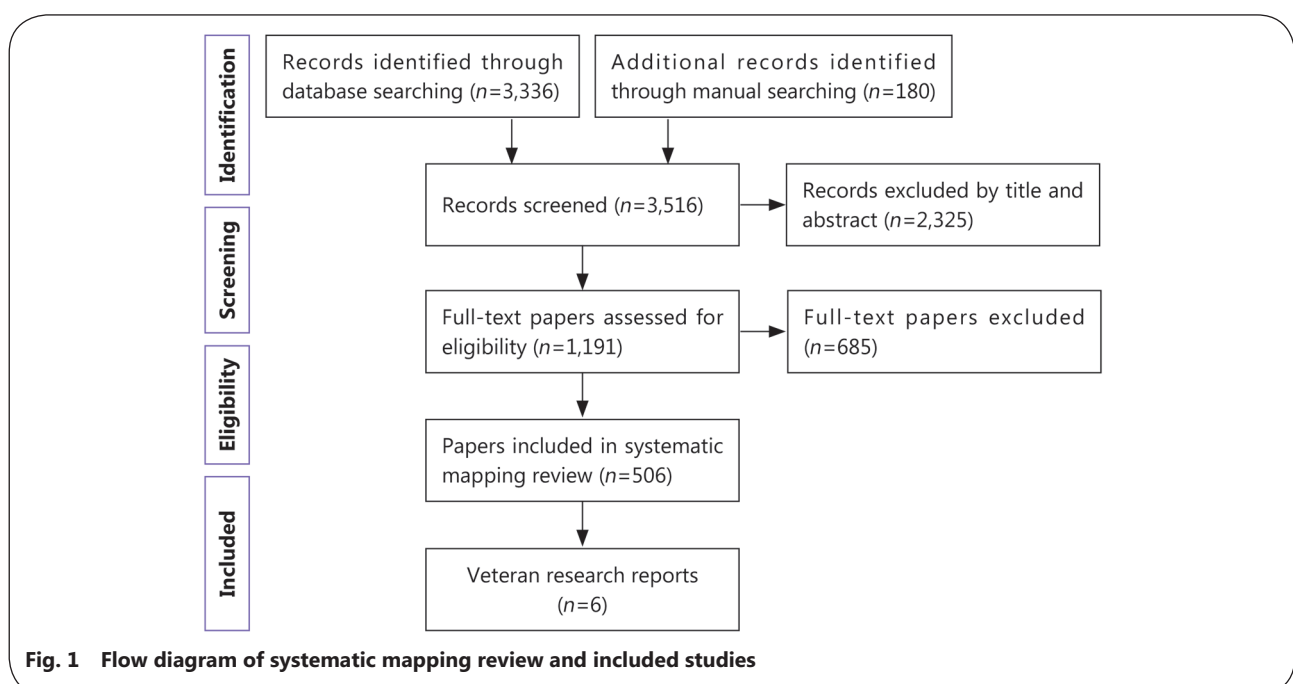 Identification
Records identified through
database searching (n=3,336)
Additional records identified
through manual searching (n=180)
Records screened (n=3,516)
Records excluded by title and
abstract (n=2,325)
Screening
Full-text papers assessed for
eligibility (n=1,191)
Full-text papers excluded
(n=685)
Eligibility
Papers included in systematic
mapping review (n=506)
Included
Veteran research reports
(n=6)
Fig. 1 Flow diagram of systematic mapping review and included studies